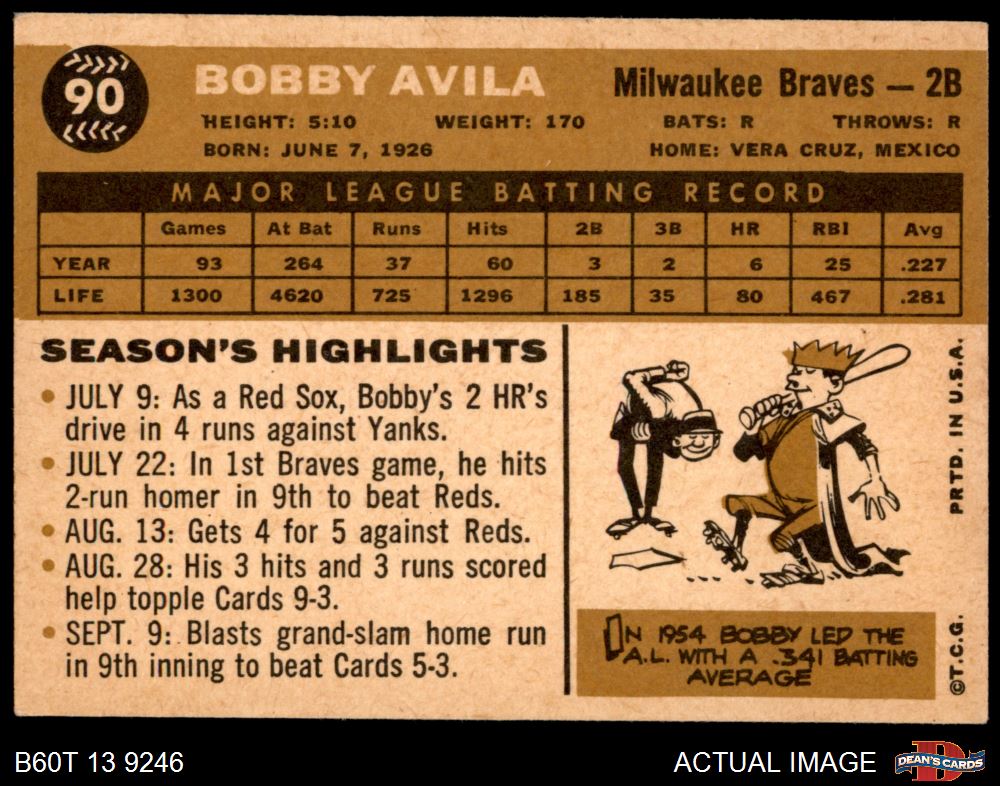 90
BOBBY AVILA
Milwaukee Braves — 2B
HEIGHT: 5:10 WEIGHT: 170 BATS: R THROWS: R
BORN: JUNE 7, 1926 HOME: VERA CRUZ, MEXICO
MAJOR LEAGUE BATTING RECORD
Games At Bat Runs Hits 2B 3B HR RBI Avg
YEAR 93 264 37 60 3 2 6 25 .227
LIFE 1300 4620 725 1296 185 35 80 467 .281
SEASON'S HIGHLIGHTS
• JULY 9: As a Red Sox, Bobby's 2 HR's
drive in 4 runs against Yanks.
• JULY 22: In 1st Braves game, he hits
2-run homer in 9th to beat Reds.
• AUG. 13: Gets 4 for 5 against Reds.
• AUG. 28: His 3 hits and 3 runs scored
help topple Cards 9-3.
• SEPT. 9: Blasts grand-slam home run
in 9th inning to beat Cards 5-3.
IN 1954 BOBBY LED THE
A.L. WITH A .341 BATTING
AVERAGE
PRTD. IN U.S.A.
©T.C.G.
B60T 13 9246
ACTUAL IMAGE
D
DEAN'S CARDS